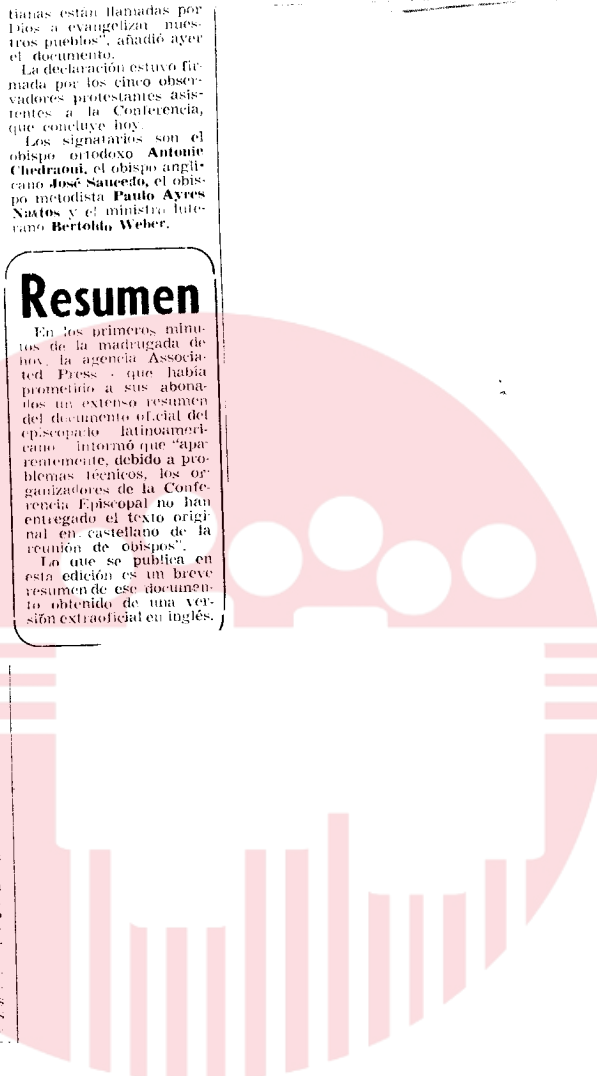 tianas están llamadas por
Dios a evangelizar nues-
tros pueblos", añadió ayer
el documento.
La declaración estuvo fir-
mada por los cinco obser-
vadores protestantes asis-
tentes a la Conferencia,
que concluye hoy.
Los signatarios son el
obispo ortodoxo Antonie
Chedraoui, el obispo angli-
cano José Saucedo, el obis-
po metodista Paulo Ayres
Nastos y el ministro lute-
rano Bertoldo Weber.
Resumen
En los primeros minu-
tos de la madrugada de
hoy, la agencia Associa-
ted Press - que había
prometido a sus abona-
dos un extenso resumen
del documento oficial del
episcopado latinoameri-
cano informó que "apa-
rentemente, debido a pro-
blemas técnicos, los or-
ganizadores de la Confe-
rencia Episcopal no han
entregado el texto origi-
nal en castellano de la
reunión de obispos".
Lo que se publica en
esta edición es un breve
resumen de ese documen-
to obtenido de una ver-
sión extraoficial en inglés.